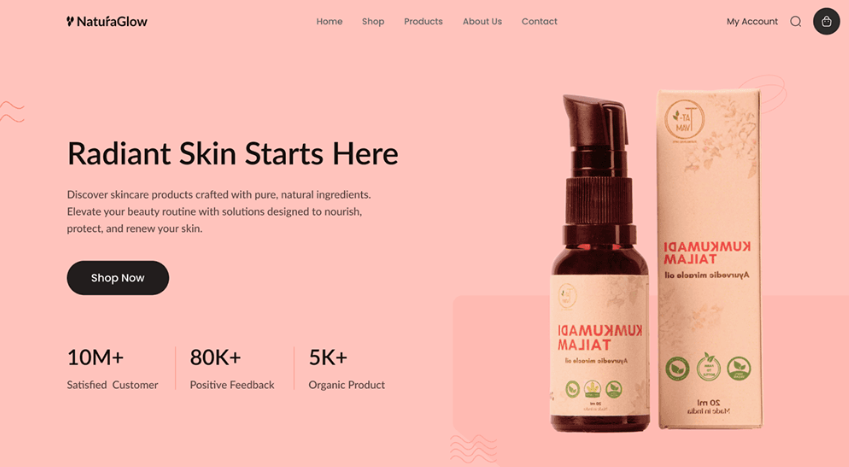 NaturaGlow
Home Shop Products About Us Contact
My Account
Radiant Skin Starts Here
Discover skincare products crafted with pure, natural ingredients.
Elevate your beauty routine with solutions designed to nourish,
protect, and renew your skin.
Shop Now
10M+ 80K+ 5K+
Satisfied Customer Positive Feedback Organic Product
TAT-
IVAM
KUMKUMADI
TAILAM
Ayurvedic miracle oil
20 ml
Made in India
KUMKUMADI
TAILAM
Ayurvedic miracle oil